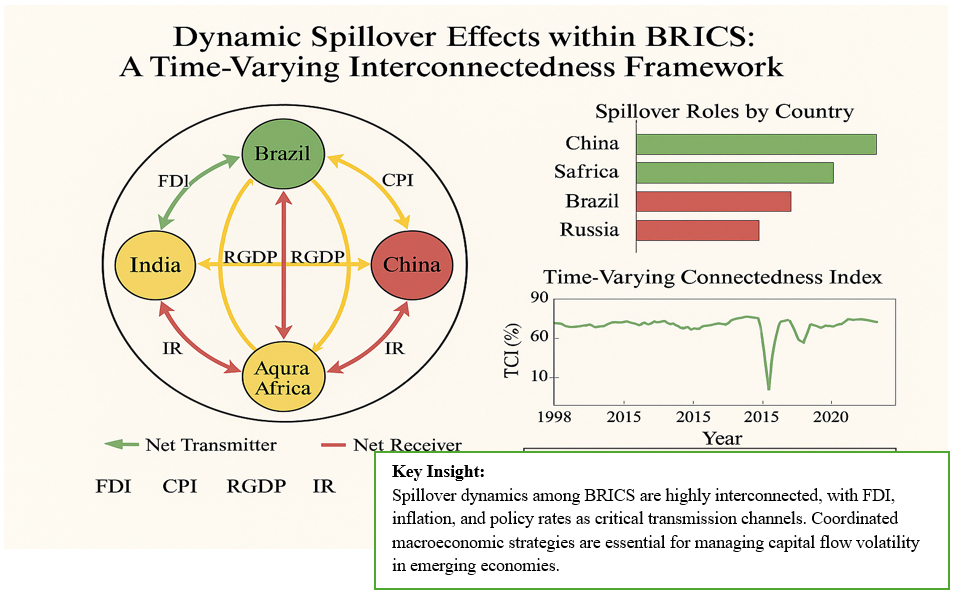 Dynamic Spillover Effects within BRICS:
A Time-Varying Interconnectedness Framework
Brazil
FDI
CPI
India
RGDP
RGDP
China
IR
IR
Aqura
Africa
Net Transmitter
Net Receiver
FDI CPI RGDP IR
Spillover Roles by Country
China
Safrica
Brazil
Russia
Time-Varying Connectedness Index
TCI (%)
90
60
10
1998 2015 2015 2015 2020
Year
Key Insight:
Spillover dynamics among BRICS are highly interconnected, with FDI,
inflation, and policy rates as critical transmission channels. Coordinated
macroeconomic strategies are essential for managing capital flow volatility
in emerging economies.